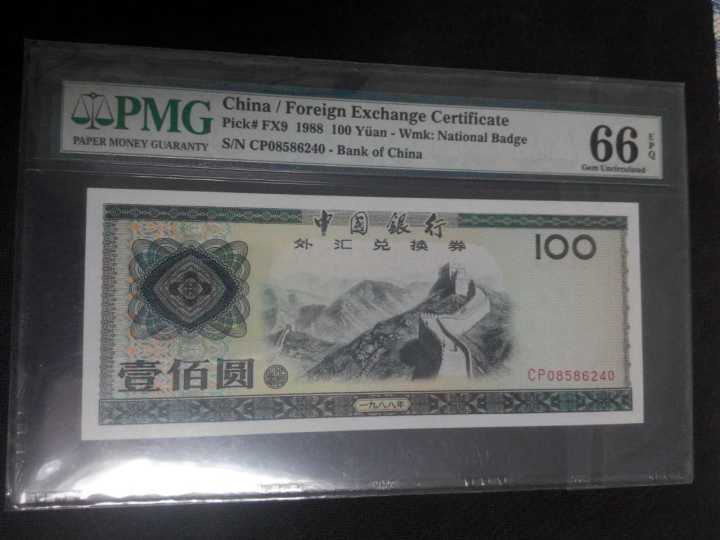 PMG
PAPER MONEY GUARANTY
China / Foreign Exchange Certificate
Pick# FX9 1988 100 Yüan - Wmk: National Badge
S/N CP08586240 - Bank of China
66 EPQ
Gem Uncirculated
中国银行
外汇兑换券
100
壹佰圆
CP08586240
一九八八年